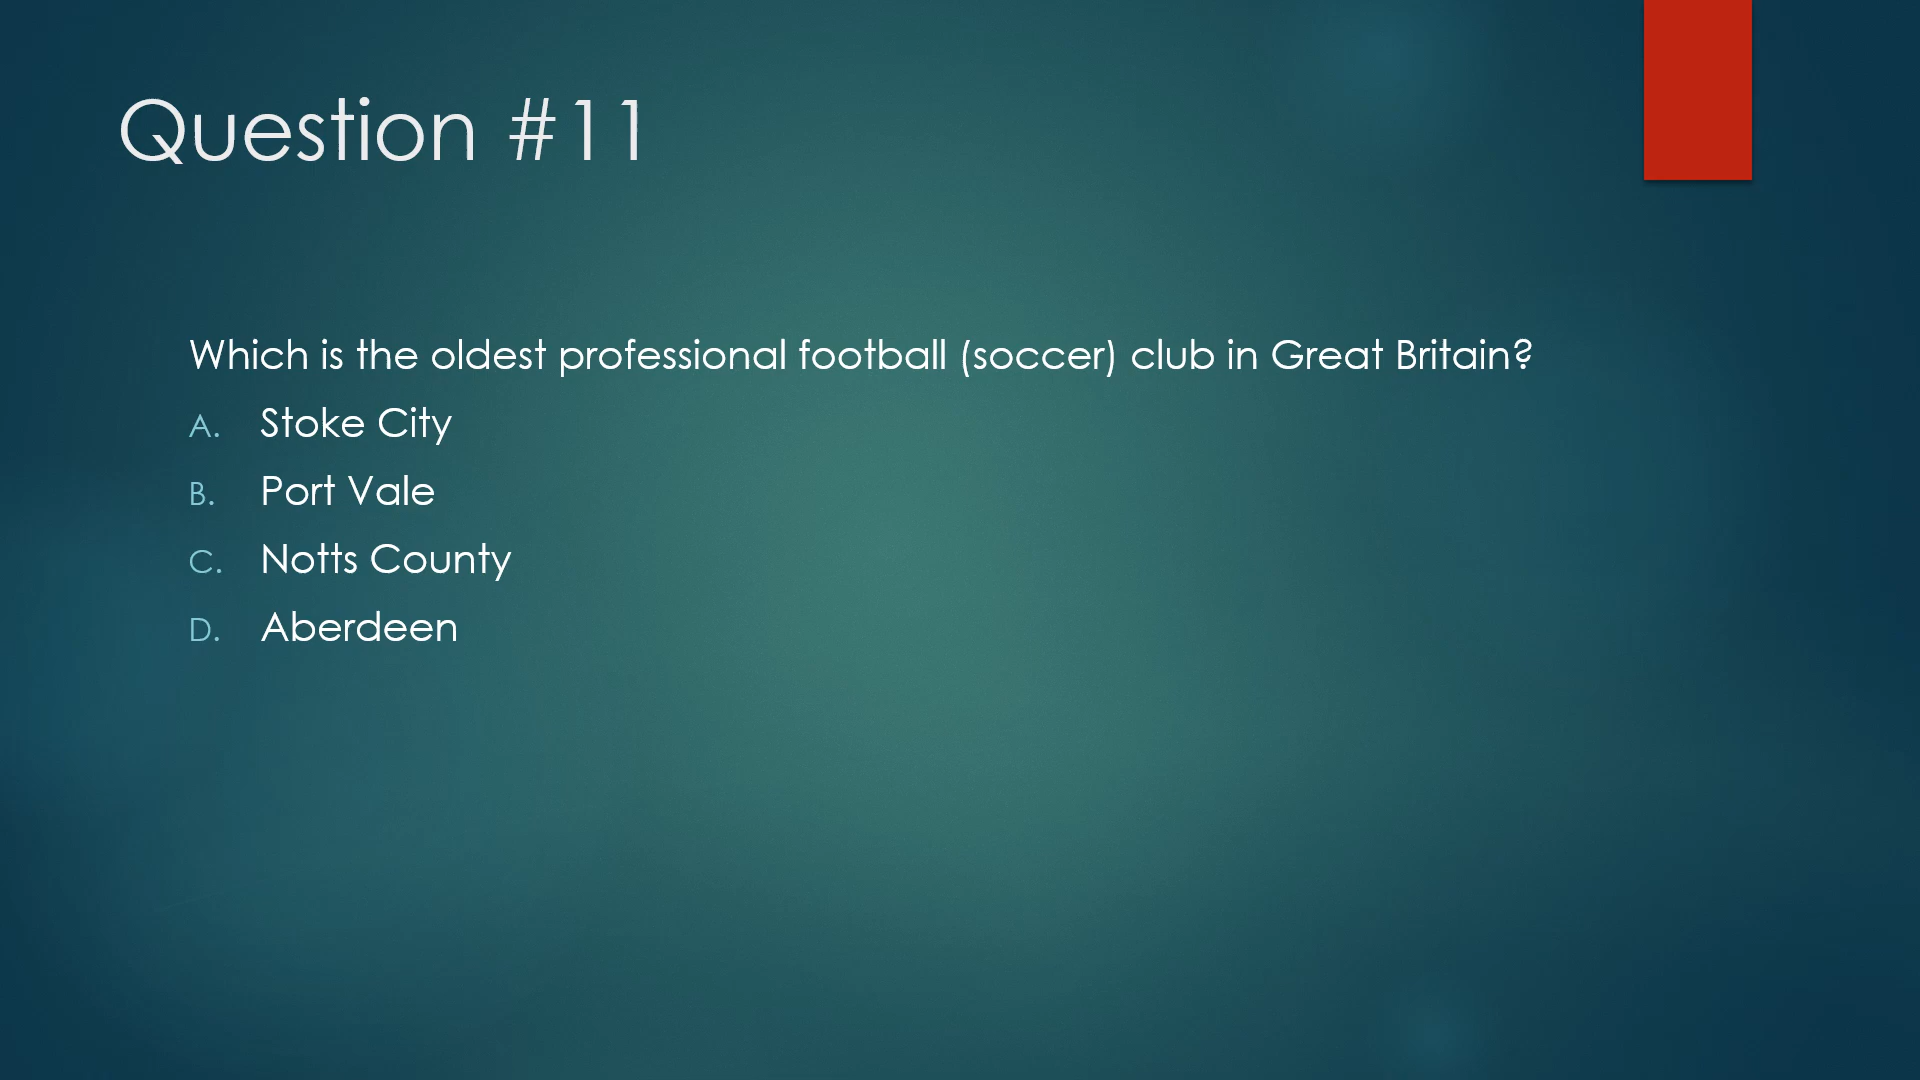 Question #11
Which is the oldest professional football (soccer) club in Great Britain?
A. Stoke City
B. Port Vale
C. Notts County
D. Aberdeen